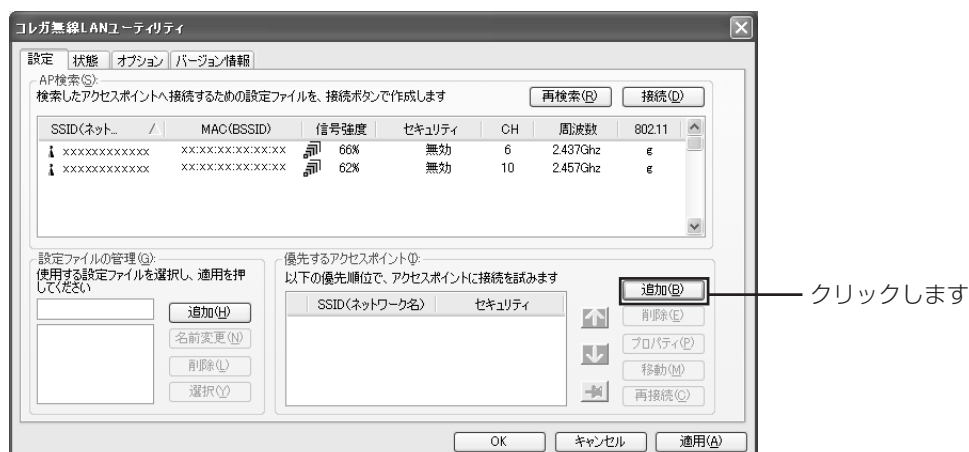 コレガ無線LANユーティリティ
設定 状態 オプション バージョン情報
AP検索(S):
検索したアクセスポイントへ接続するための設定ファイルを、接続ボタンで作成します
再検索(R) 接続(D)
SSID(ネット... MAC(BSSID) 信号強度 セキュリティ CH 周波数 802.11
xxxxxxxxxxxx xx:xx:xx:xx:xx:xx 66% 無効 6 2.437Ghz g
xxxxxxxxxxxx xx:xx:xx:xx:xx:xx 62% 無効 10 2.457Ghz g
設定ファイルの管理(G):
使用する設定ファイルを選択し、適用を押
してください
追加(H)
名前変更(N)
削除(L)
選択(Y)
優先するアクセスポイント(I):
以下の優先順位で、アクセスポイントに接続を試みます
SSID(ネットワーク名) セキュリティ
追加(B)
削除(E)
プロパティ(P)
移動(M)
再接続(C)
クリックします
OK キャンセル 適用(A)